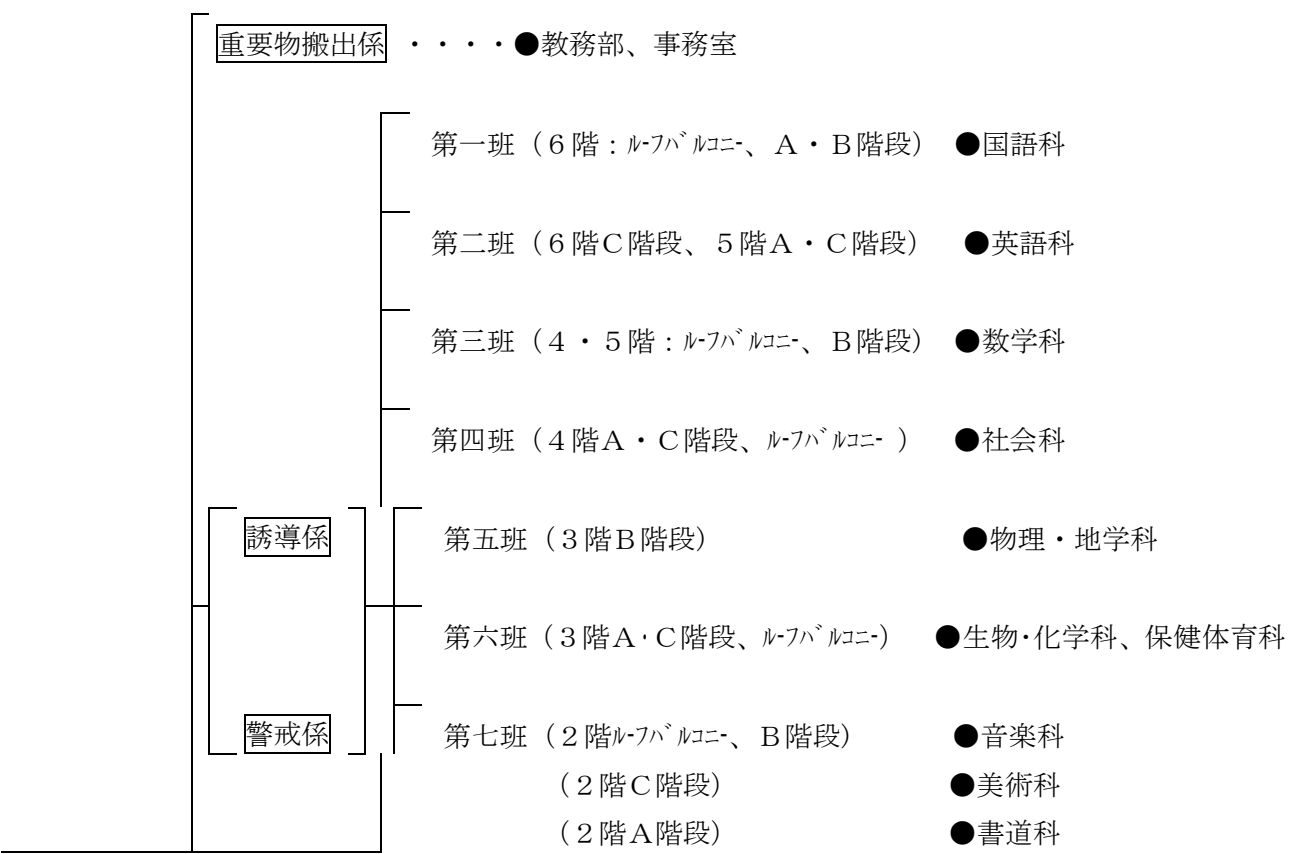 重要物搬出係 ・・・・●教務部、事務室
第一班（６階：ﾙｰﾌﾊﾞﾙｺﾆｰ、Ａ・Ｂ階段） ●国語科
第二班（６階Ｃ階段、５階Ａ・Ｃ階段） ●英語科
第三班（４・５階：ﾙｰﾌﾊﾞﾙｺﾆｰ、Ｂ階段） ●数学科
第四班（４階Ａ・Ｃ階段、ﾙｰﾌﾊﾞﾙｺﾆｰ ） ●社会科
誘導係 第五班（３階Ｂ階段） ●物理・地学科
第六班（３階Ａ･Ｃ階段、ﾙｰﾌﾊﾞﾙｺﾆｰ） ●生物･化学科、保健体育科
警戒係 第七班（２階ﾙｰﾌﾊﾞﾙｺﾆｰ、Ｂ階段） ●音楽科
（２階Ｃ階段） ●美術科
（２階Ａ階段） ●書道科